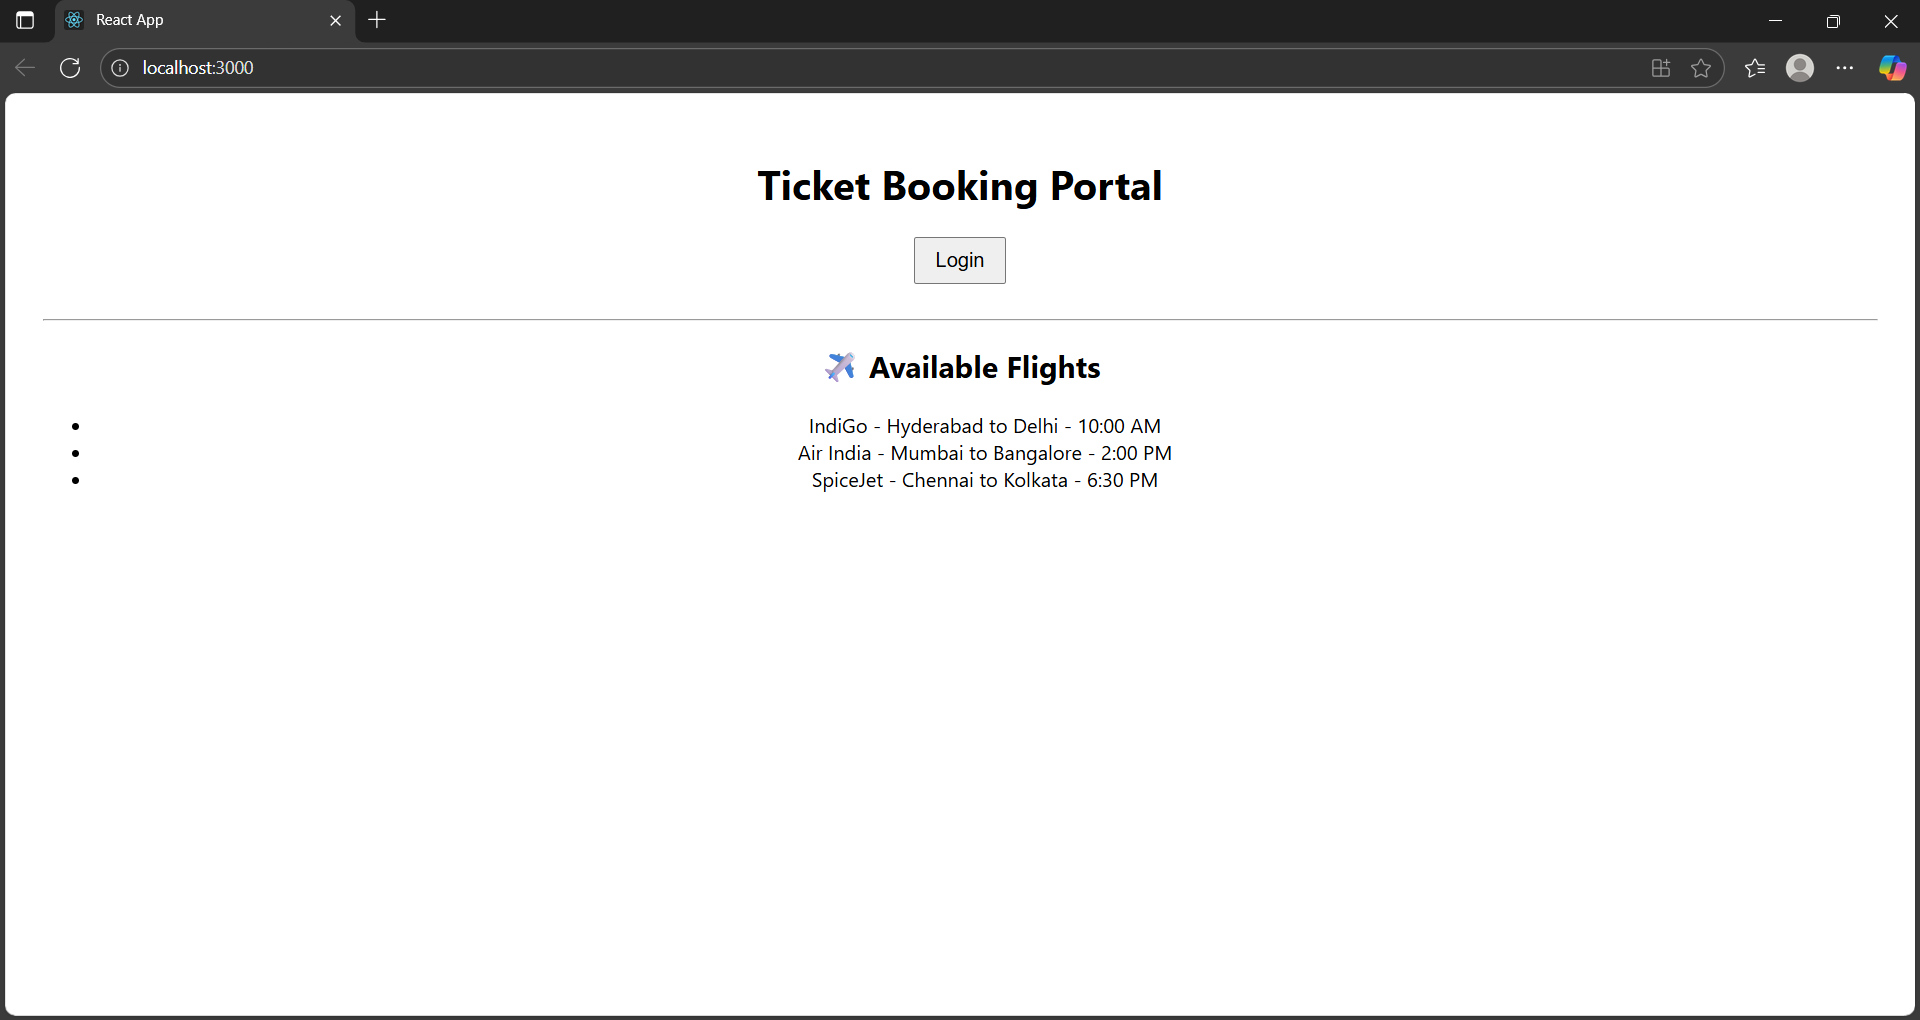 React App
localhost:3000
Ticket Booking Portal
Login
✈️ Available Flights
• IndiGo - Hyderabad to Delhi - 10:00 AM
• Air India - Mumbai to Bangalore - 2:00 PM
• SpiceJet - Chennai to Kolkata - 6:30 PM